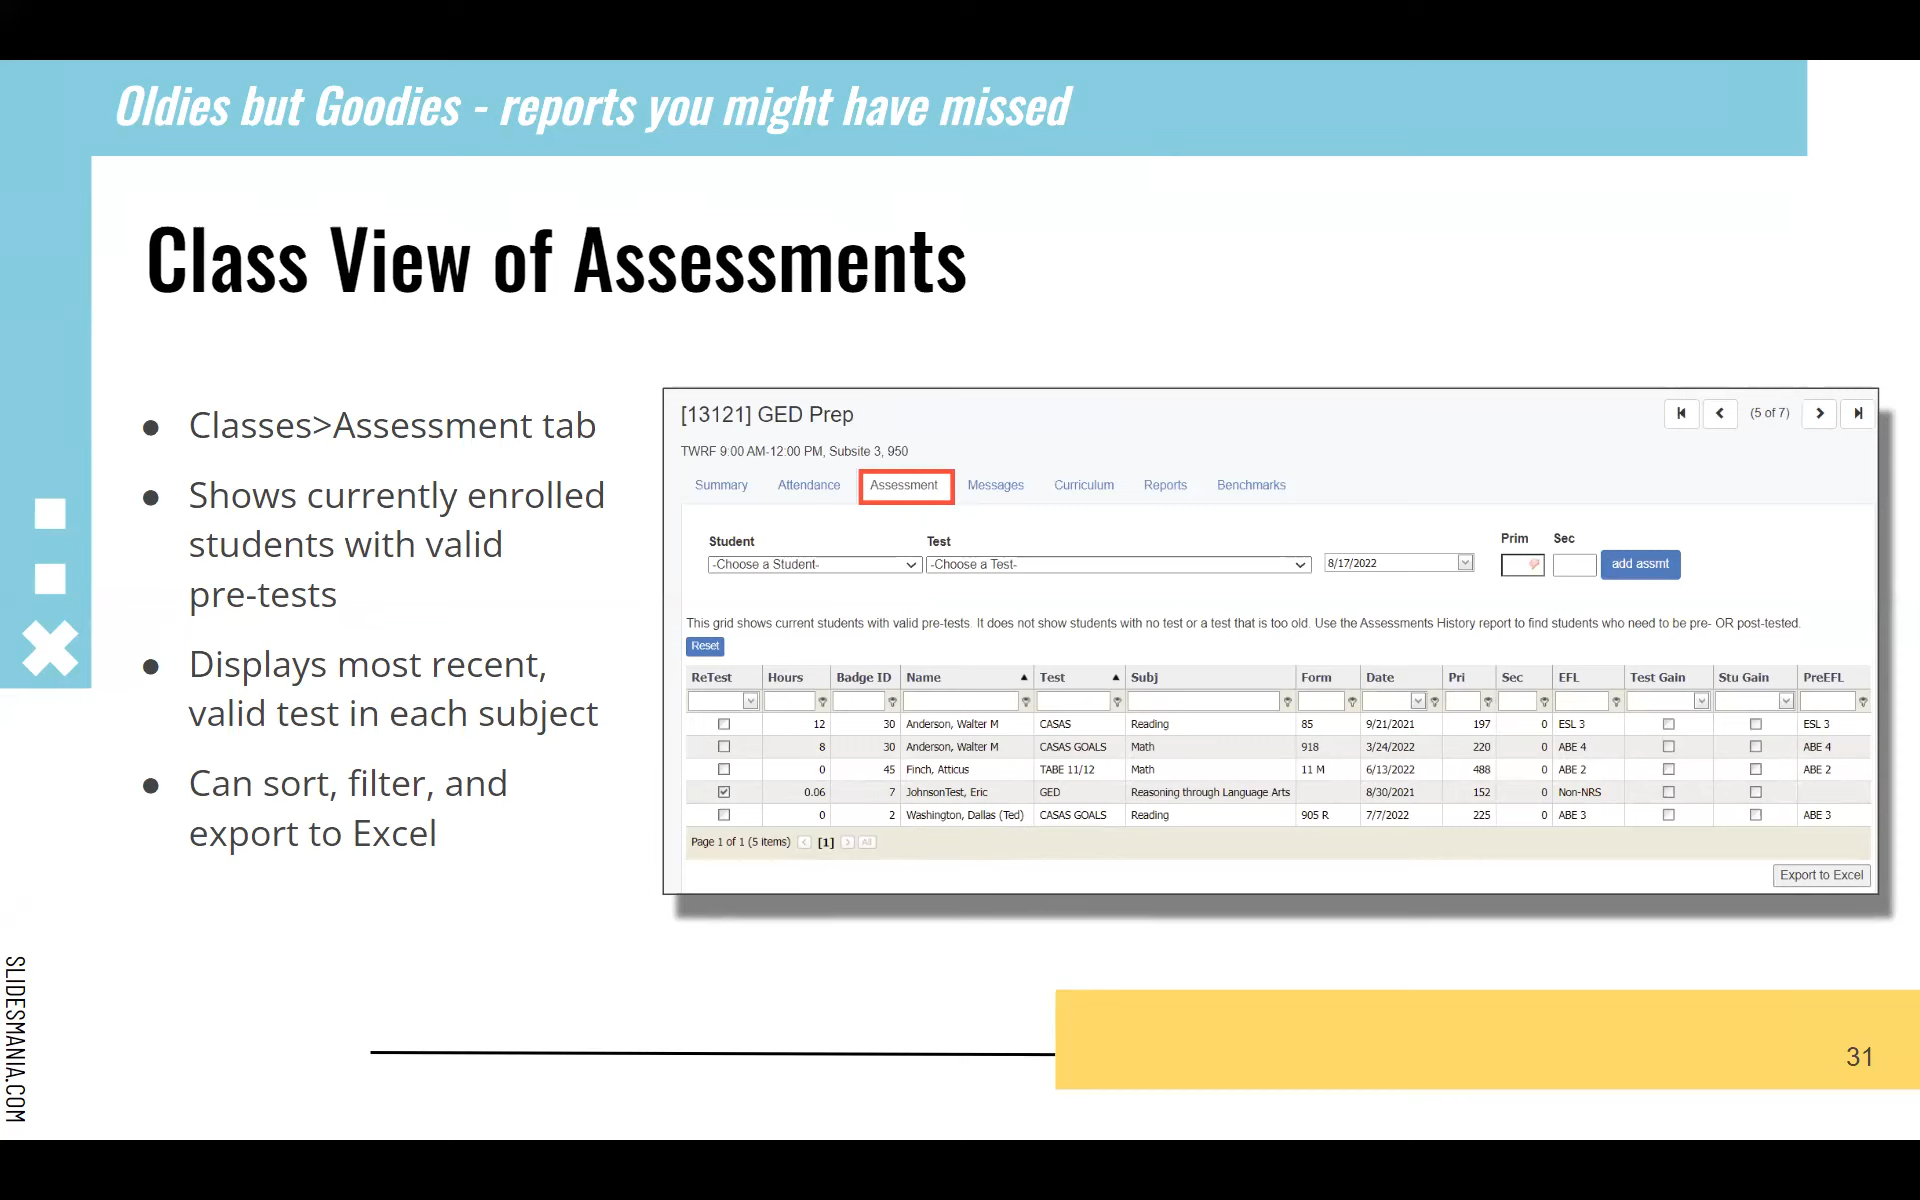 Oldies but Goodies - reports you might have missed
Class View of Assessments
● Classes>Assessment tab
● Shows currently enrolled
students with valid
pre-tests
● Displays most recent,
valid test in each subject
● Can sort, filter, and
export to Excel
[13121] GED Prep
(5 of 7)
TWRF 9:00 AM-12:00 PM, Subsite 3, 950
Summary Attendance Assessment Messages Curriculum Reports Benchmarks
Student Test Prim Sec
-Choose a Student- -Choose a Test- 8/17/2022 add assmt
This grid shows current students with valid pre-tests. It does not show students with no test or a test that is too old. Use the Assessments History report to find students who need to be pre- OR post-tested.
Reset
ReTest Hours Badge ID Name Test Subj Form Date Pri Sec EFL Test Gain Stu Gain PreEFL
12 30 Anderson, Walter M CASAS Reading 85 9/21/2021 197 0 ESL 3 ESL 3
8 30 Anderson, Walter M CASAS GOALS Math 918 3/24/2022 220 0 ABE 4 ABE 4
0 45 Finch, Atticus TABE 11/12 Math 11 M 6/13/2022 488 0 ABE 2 ABE 2
0.06 7 JohnsonTest, Eric GED Reasoning through Language Arts 8/30/2021 152 0 Non-NRS
0 2 Washington, Dallas (Ted) CASAS GOALS Reading 905 R 7/7/2022 225 0 ABE 3 ABE 3
Page 1 of 1 (5 items) [1] All
Export to Excel
SLIDESMANIA.COM
31